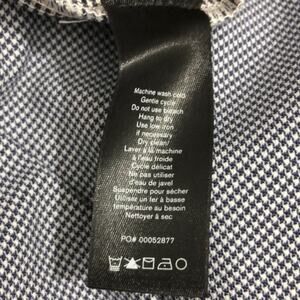 Machine wash cold
Gentle cycle
Do not use bleach
Hang to dry
Use low iron
if necessary
Dry clean/
Laver à la machine
à l'eau froide
Cycle délicat
Ne pas utiliser
d'eau de javel
Suspendre pour sécher
Utilisez un fer à basse
température au besoin
Nettoyer à sec
PO# 00052877